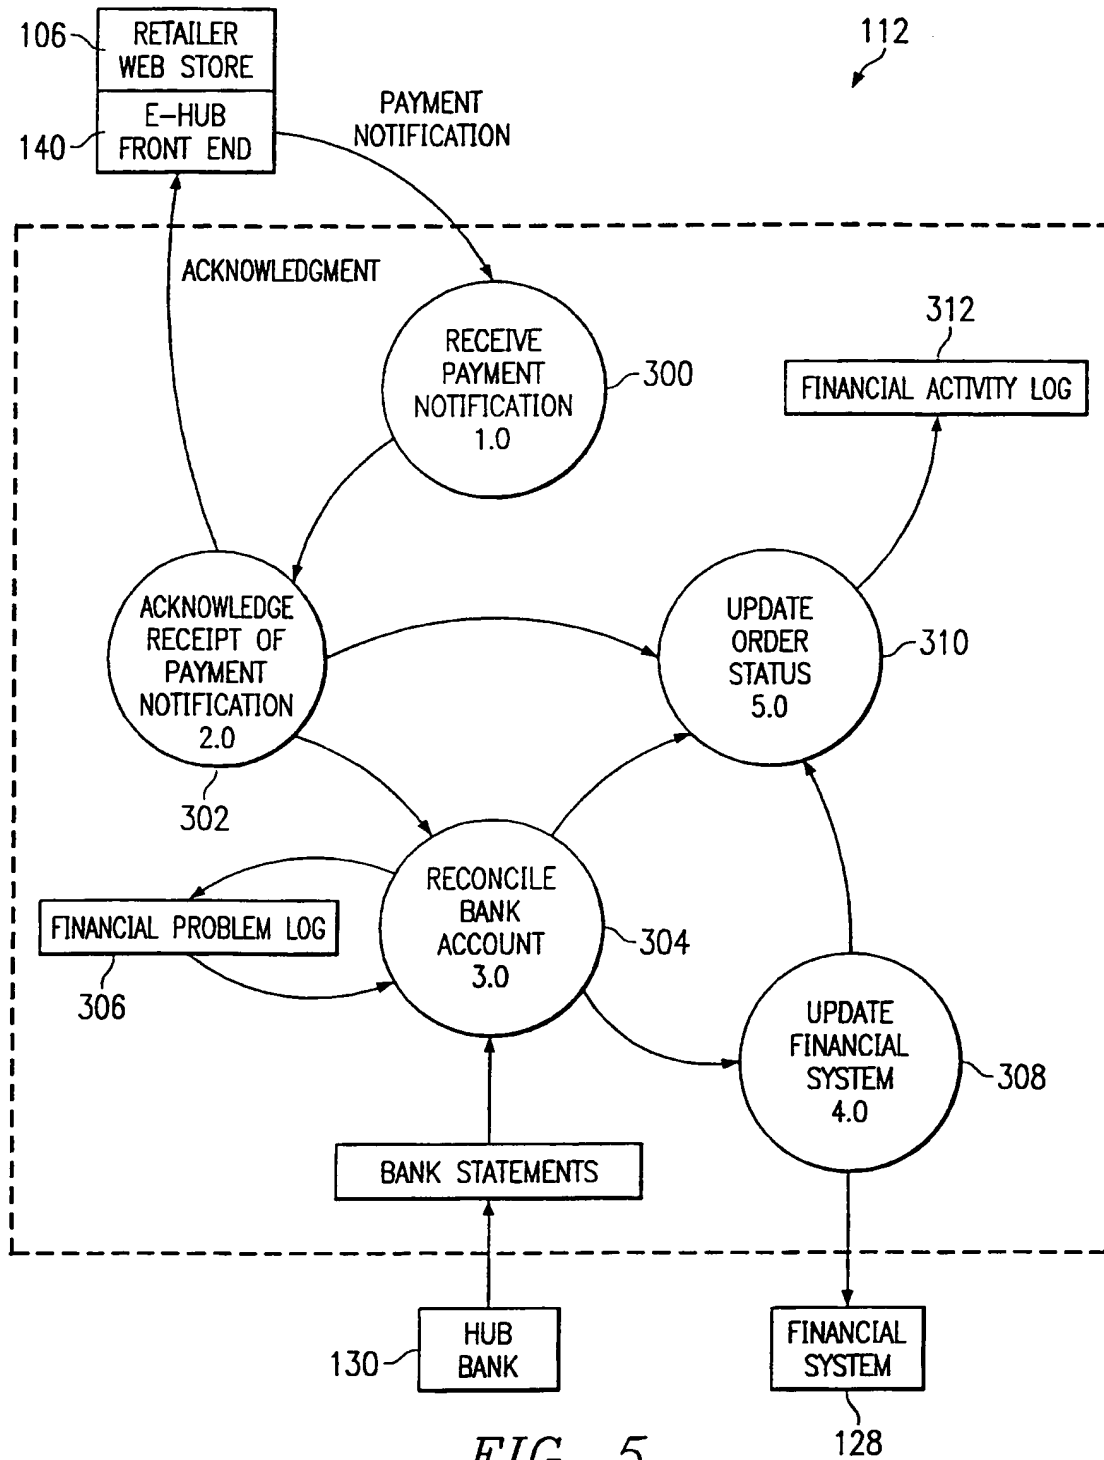 106
RETAILER
WEB STORE
112
140
E-HUB
FRONT END
PAYMENT
NOTIFICATION
ACKNOWLEDGMENT
RECEIVE
PAYMENT
NOTIFICATION
1.0
300
312
FINANCIAL ACTIVITY LOG
ACKNOWLEDGE
RECEIPT OF
PAYMENT
NOTIFICATION
2.0
302
UPDATE
ORDER
STATUS
5.0
310
RECONCILE
BANK
ACCOUNT
3.0
304
FINANCIAL PROBLEM LOG
306
UPDATE
FINANCIAL
SYSTEM
4.0
308
BANK STATEMENTS
HUB
BANK
130
FINANCIAL
SYSTEM
128
FIG. 5